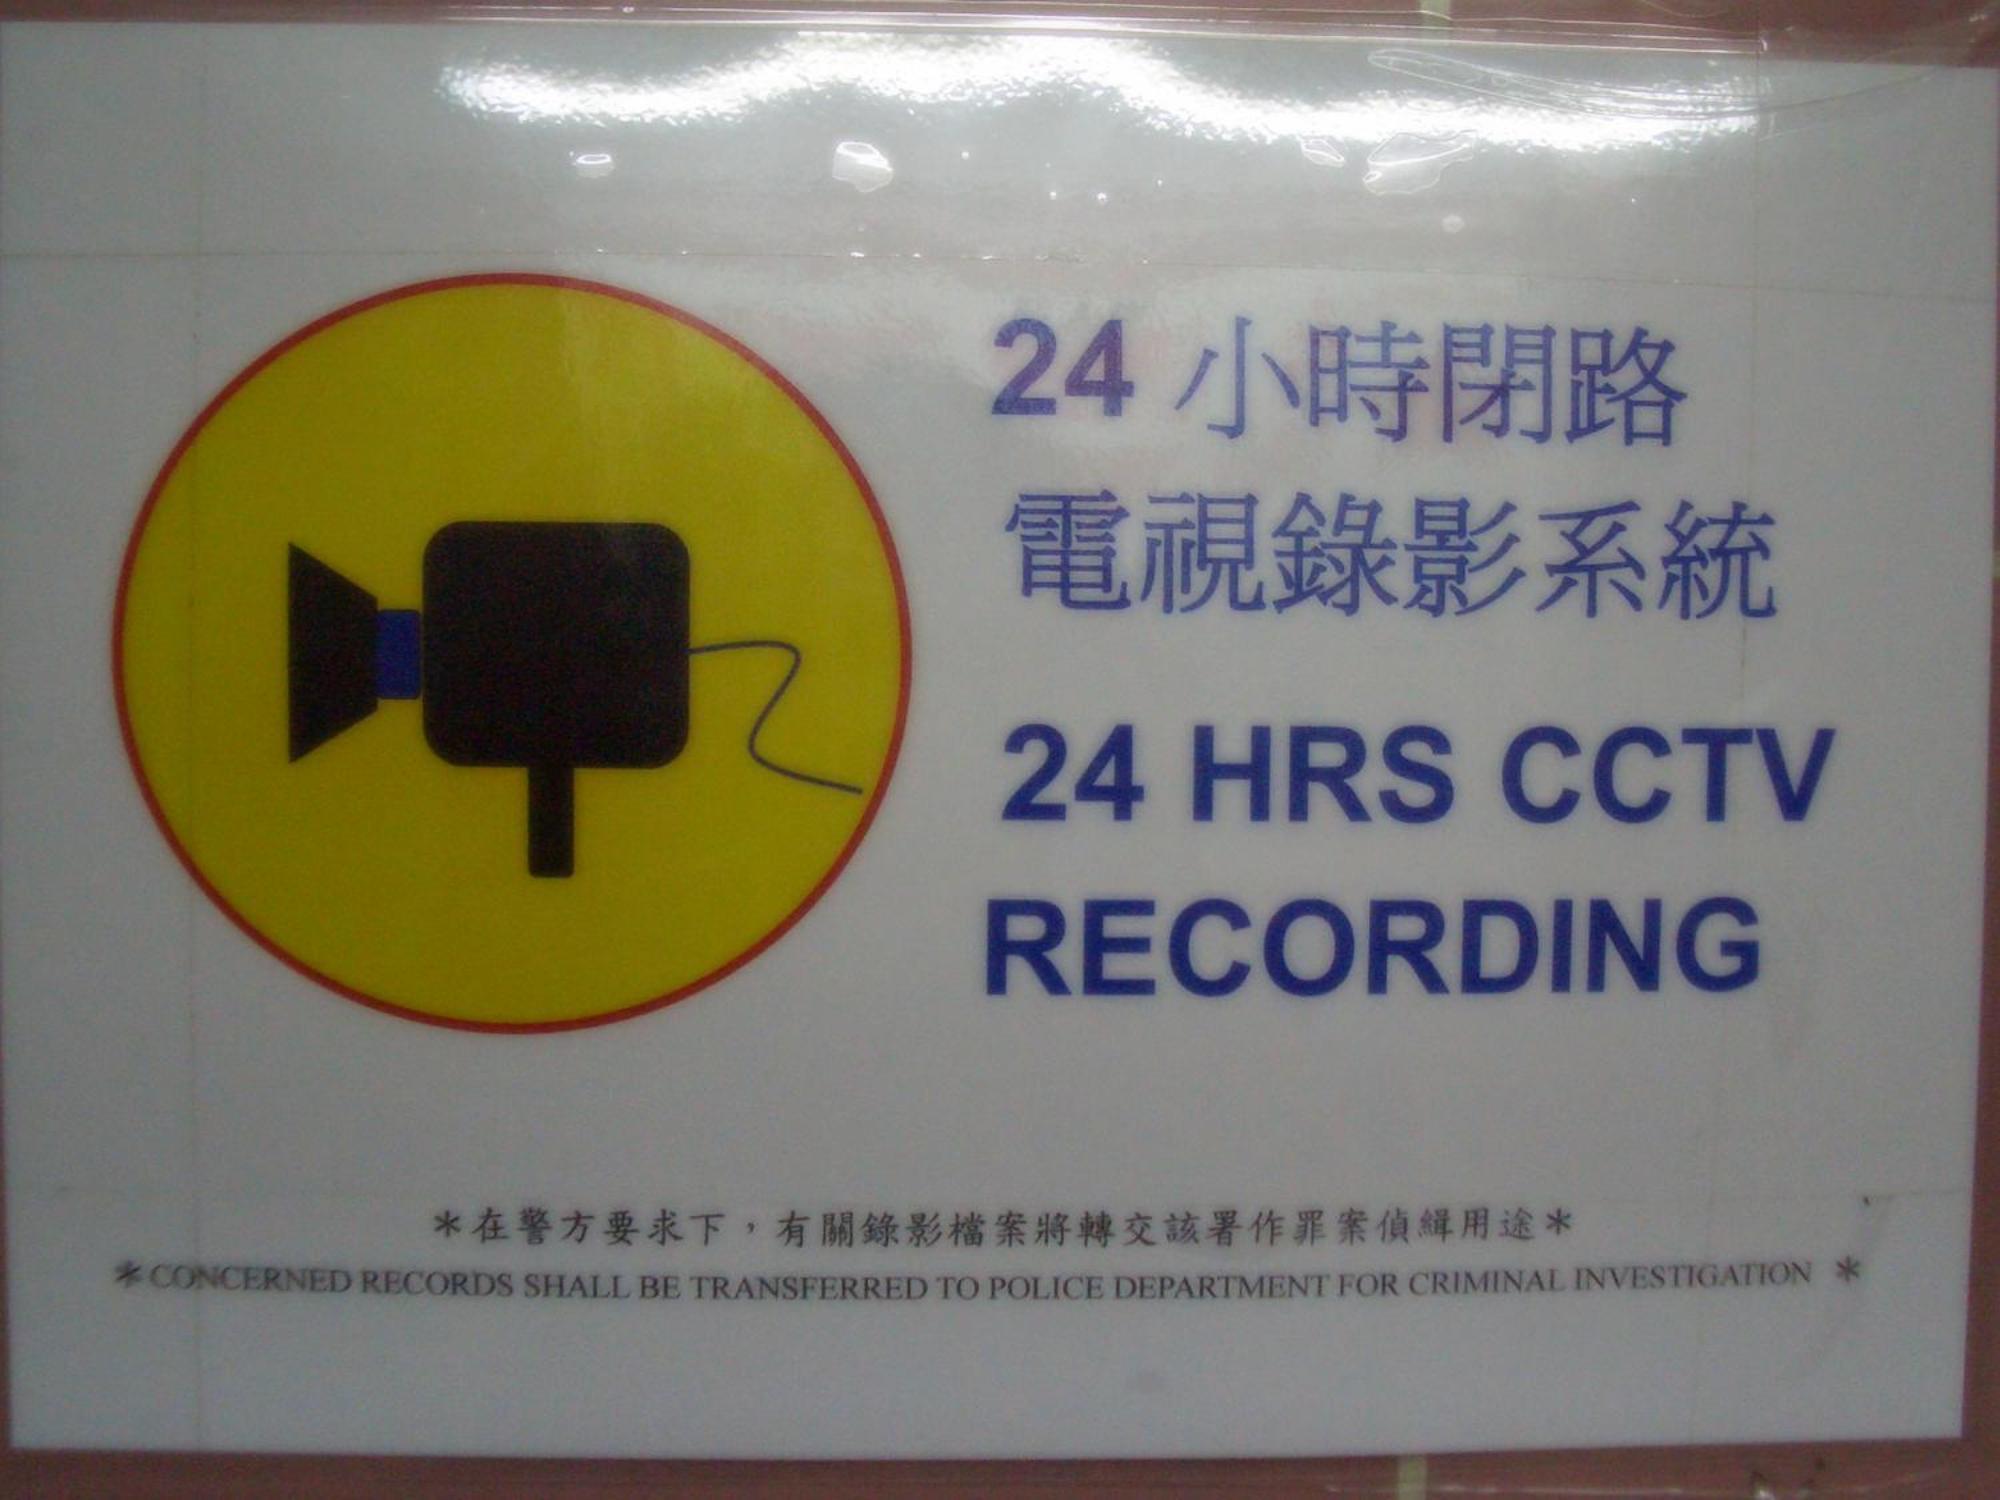 24 小時閉路
電視錄影系統
24 HRS CCTV
RECORDING
＊在警方要求下，有關錄影檔案將轉交該署作罪案偵緝用途＊
＊CONCERNED RECORDS SHALL BE TRANSFERRED TO POLICE DEPARTMENT FOR CRIMINAL INVESTIGATION ＊